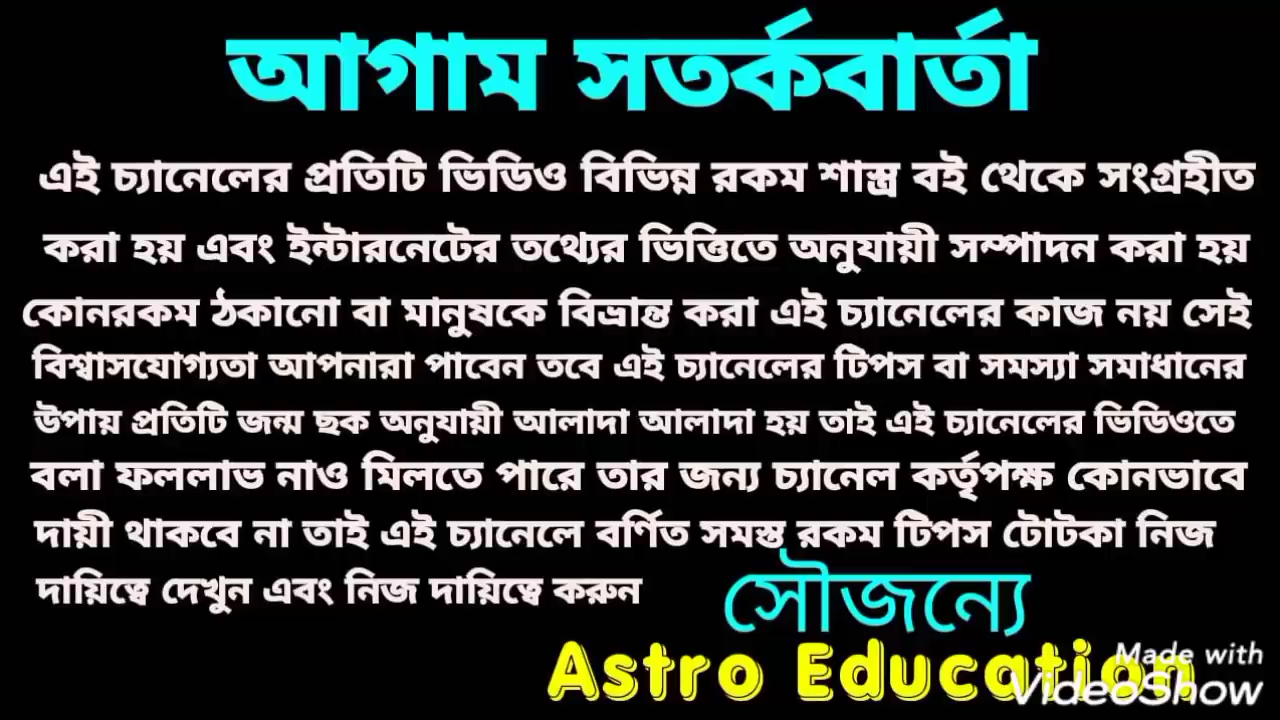 আগাম সতর্কবার্তা
এই চ্যানেলের প্রতিটি ভিডিও বিভিন্ন রকম শাস্ত্র বই থেকে সংগ্রহীত
করা হয় এবং ইন্টারনেটের তথ্যের ভিত্তিতে অনুযায়ী সম্পাদন করা হয়
কোনরকম ঠকানো বা মানুষকে বিভ্রান্ত করা এই চ্যানেলের কাজ নয় সেই
বিশ্বাসযোগ্যতা আপনারা পাবেন তবে এই চ্যানেলের টিপস বা সমস্যা সমাধানের
উপায় প্রতিটি জন্ম ছক অনুযায়ী আলাদা আলাদা হয় তাই এই চ্যানেলের ভিডিওতে
বলা ফললাভ নাও মিলতে পারে তার জন্য চ্যানেল কর্তৃপক্ষ কোনভাবে
দায়ী থাকবে না তাই এই চ্যানেলে বর্ণিত সমস্ত রকম টিপস টোটকা নিজ
দায়িত্বে দেখুন এবং নিজ দায়িত্বে করুন
সৌজন্যে
Astro Education
Made with
VideoShow